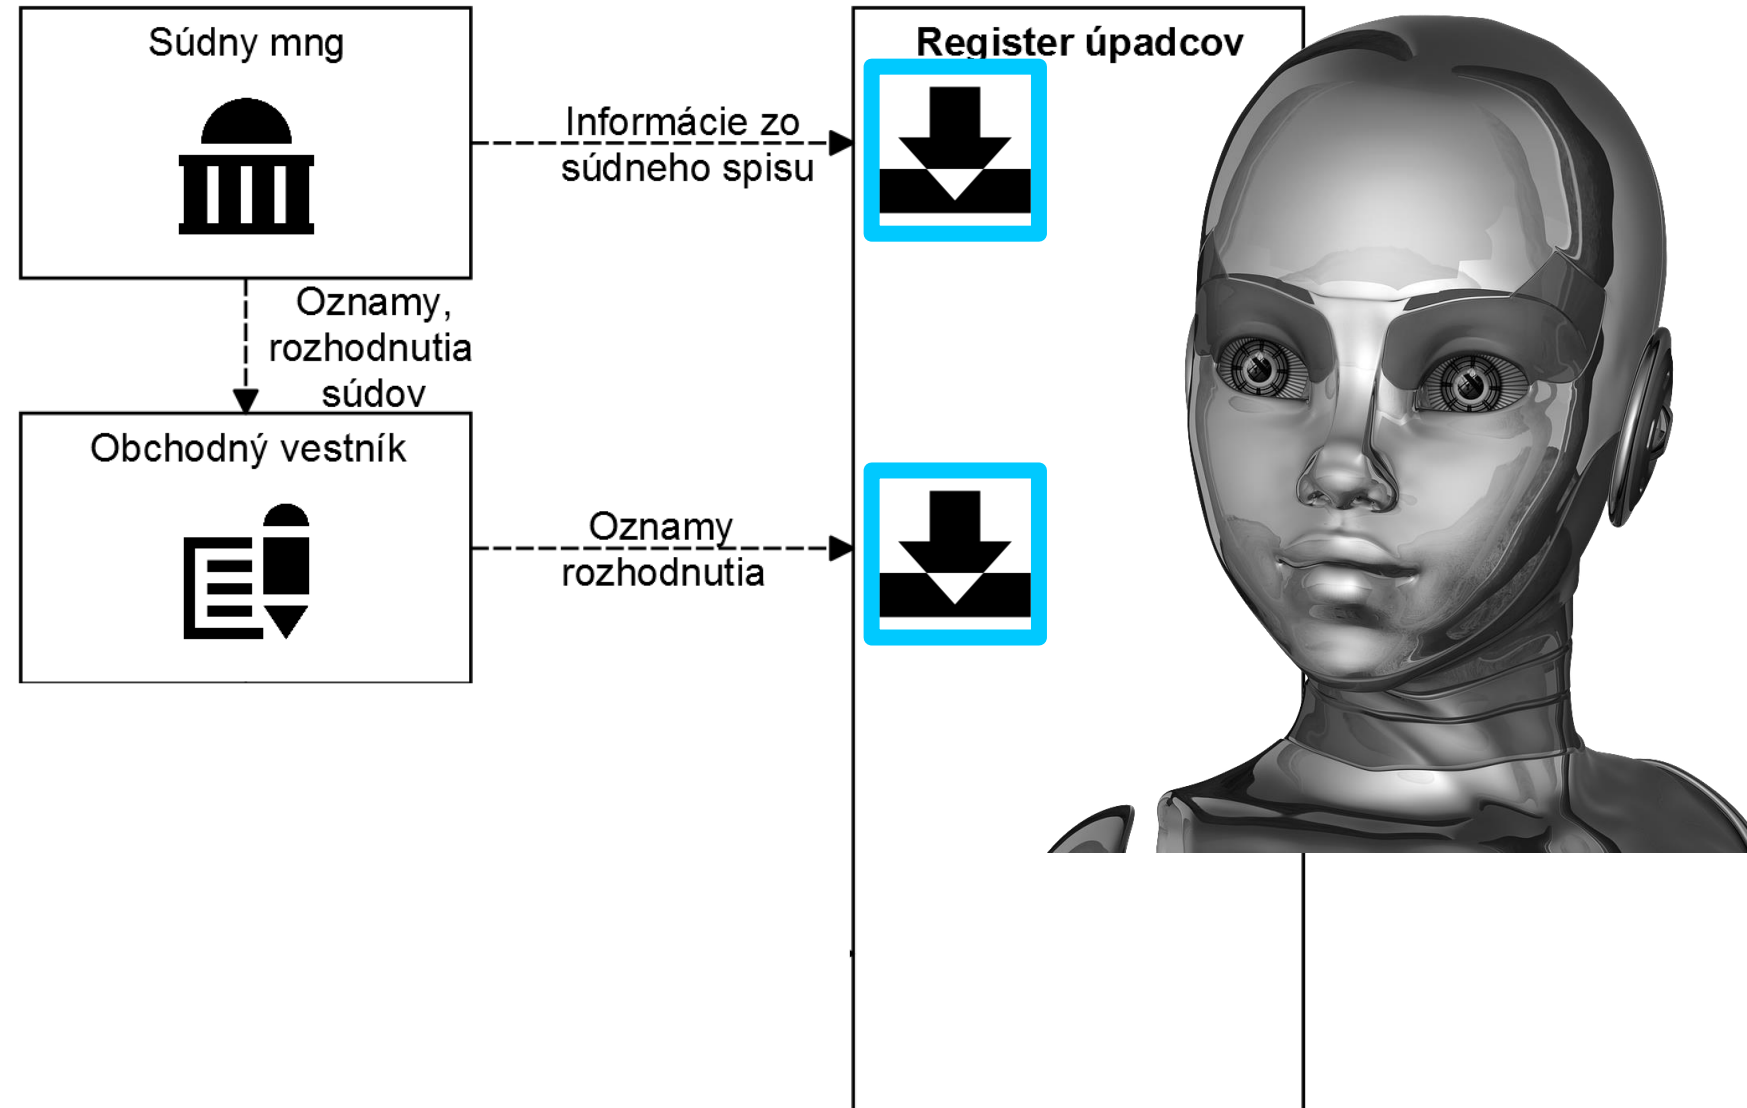 Súdny mng
Register úpadcov
Informácie zo
súdneho spisu
Oznamy,
rozhodnutia
súdov
Obchodný vestník
Oznamy
rozhodnutia